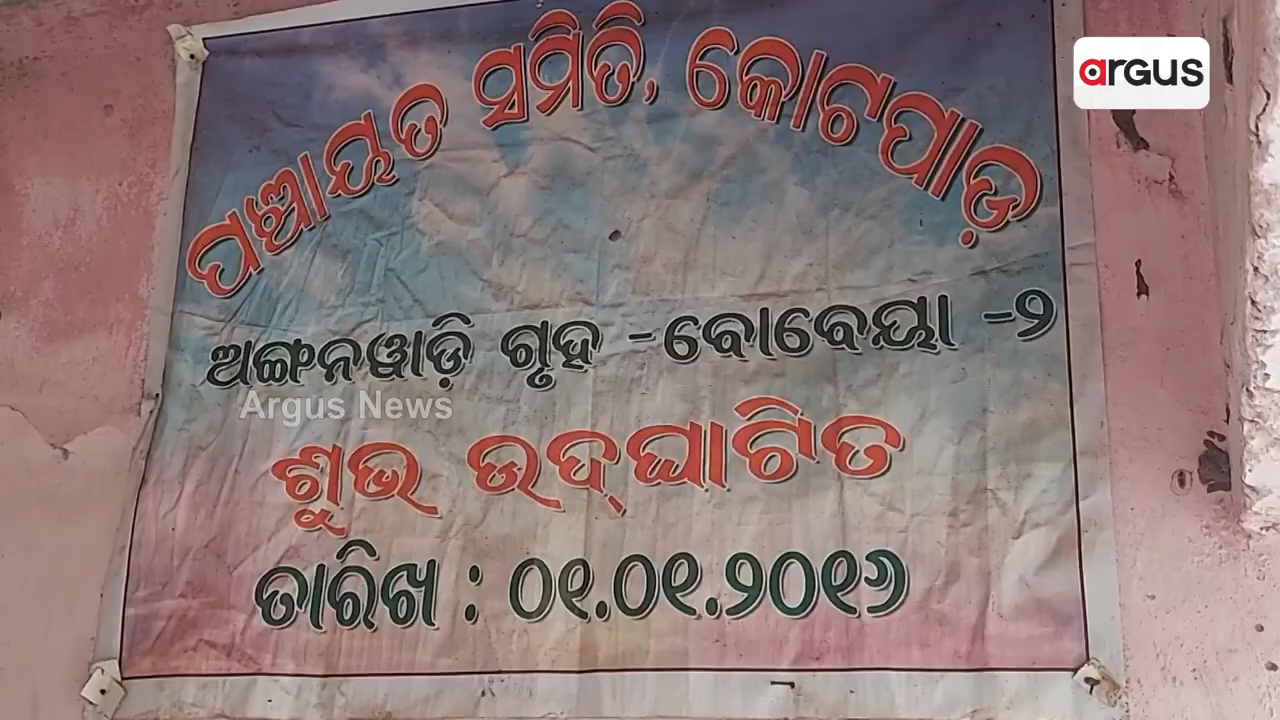 argus
ପଞ୍ଚାୟତ ସମିତି, କୋଟପାଡ଼
ଅଙ୍ଗନୱାଡ଼ି ଗୃହ -ବୋବେୟା -୨
Argus News
ଶୁଭ ଉଦ୍‌ଘାଟିତ
ତାରିଖ : ୦୧.୦୧.୨୦୧୬